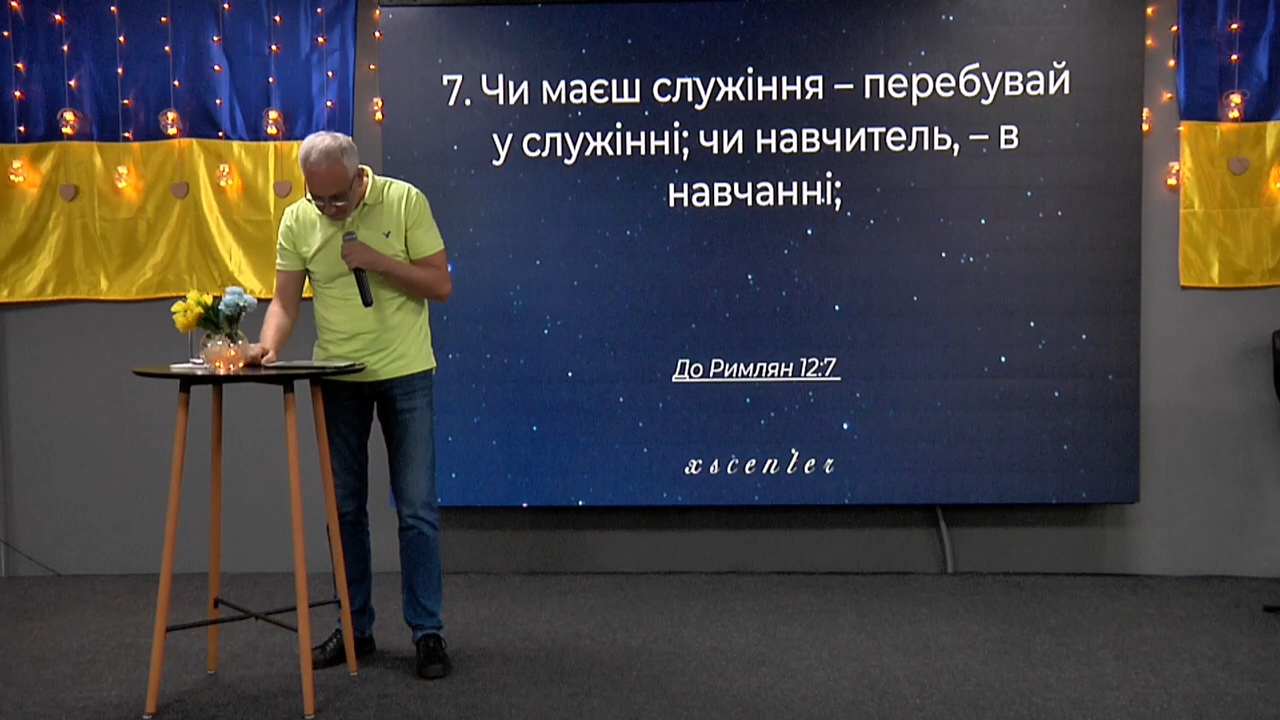 7. Чи маєш служіння – перебувай
у служінні; чи навчитель, – в
навчанні;
До Римлян 12:7
xscenter